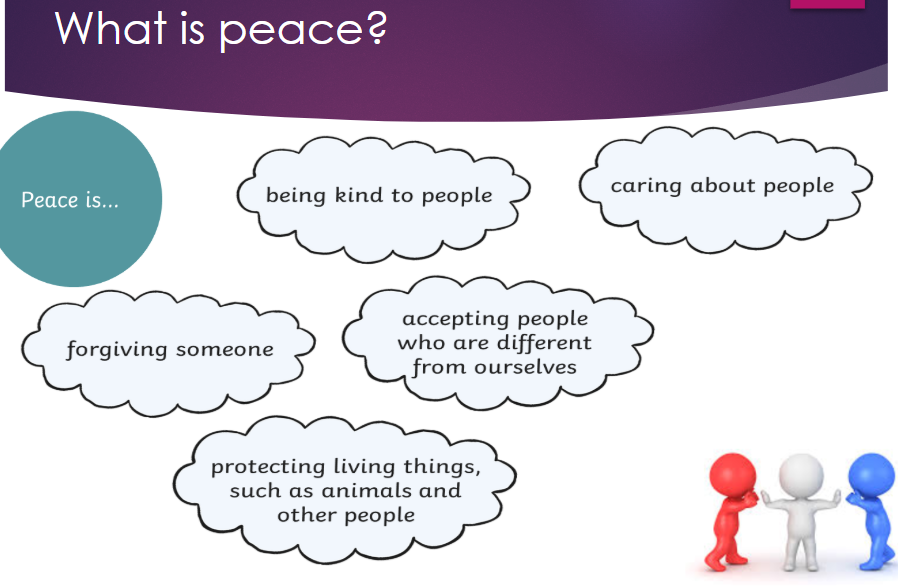 What is peace?
Peace is...
being kind to people
caring about people
forgiving someone
accepting people
who are different
from ourselves
protecting living things,
such as animals and
other people